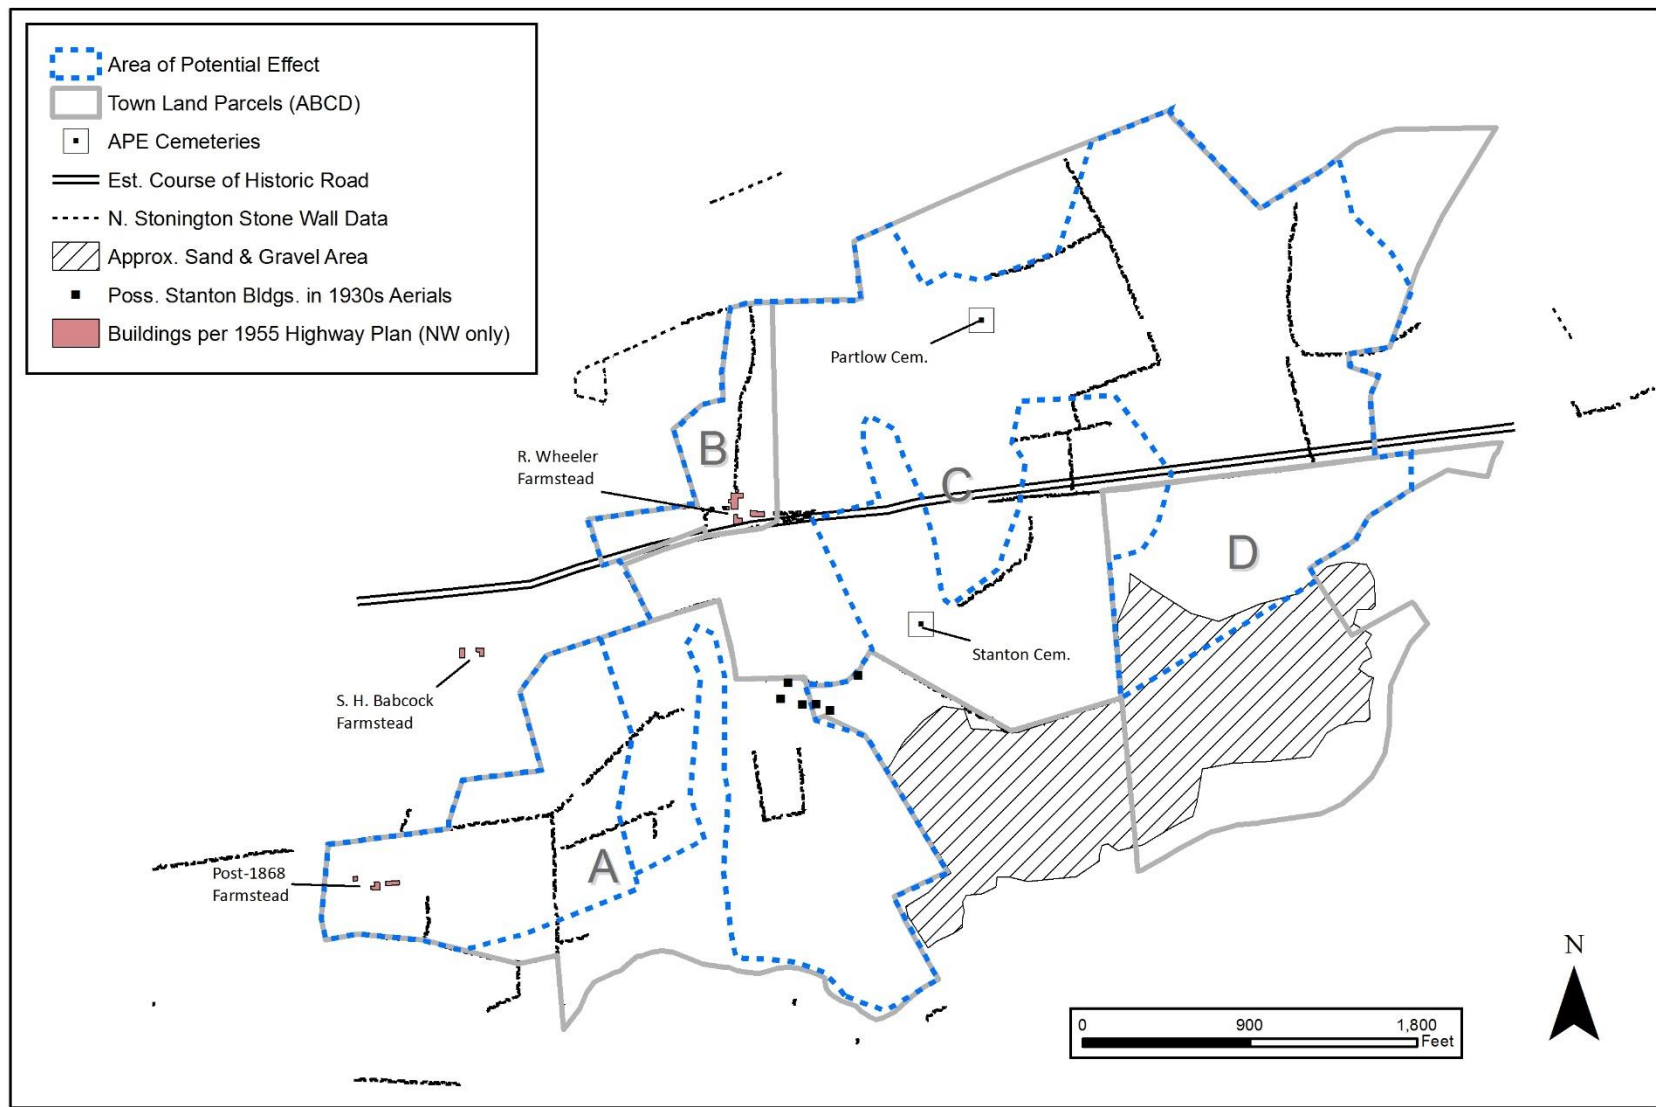 Area of Potential Effect
Town Land Parcels (ABCD)
APE Cemeteries
Est. Course of Historic Road
N. Stonington Stone Wall Data
Approx. Sand & Gravel Area
Poss. Stanton Bldgs. in 1930s Aerials
Buildings per 1955 Highway Plan (NW only)
Partlow Cem.
B
R. Wheeler
Farmstead
C
D
Stanton Cem.
S. H. Babcock
Farmstead
A
Post-1868
Farmstead
N
0 900 1,800
Feet